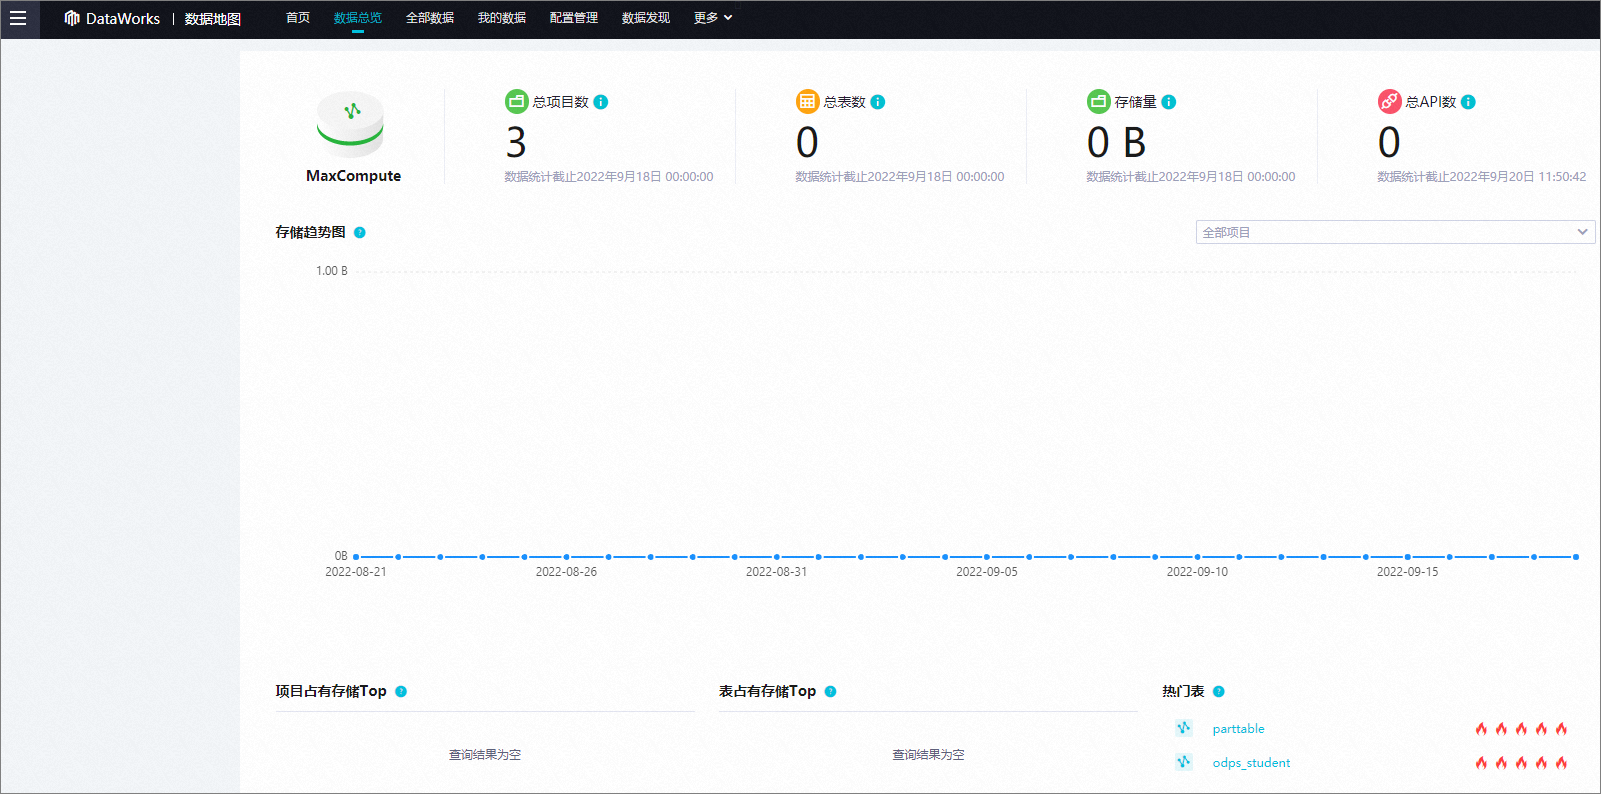 DataWorks | 数据地图 首页 数据总览 全部数据 我的数据 配置管理 数据发现 更多
MaxCompute
总项目数
3
数据统计截止2022年9月18日 00:00:00
总表数
0
数据统计截止2022年9月18日 00:00:00
存储量
0 B
数据统计截止2022年9月18日 00:00:00
总API数
0
数据统计截止2022年9月20日 11:50:42
存储趋势图
全部项目
1.00 B
0B
2022-08-21 2022-08-26 2022-08-31 2022-09-05 2022-09-10 2022-09-15
项目占有存储Top
查询结果为空
表占有存储Top
查询结果为空
热门表
parttable
odps_student